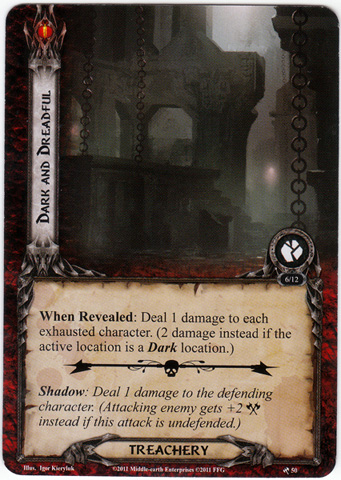 DARK AND DREADFUL
6/12
When Revealed: Deal 1 damage to each
exhausted character. (2 damage instead if the
active location is a Dark location.)
Shadow: Deal 1 damage to the defending
character. (Attacking enemy gets +2
instead if this attack is undefended.)
TREACHERY
Illus. Igor Kieryluk
©2011 Middle-earth Enterprises ©2011 FFG
50